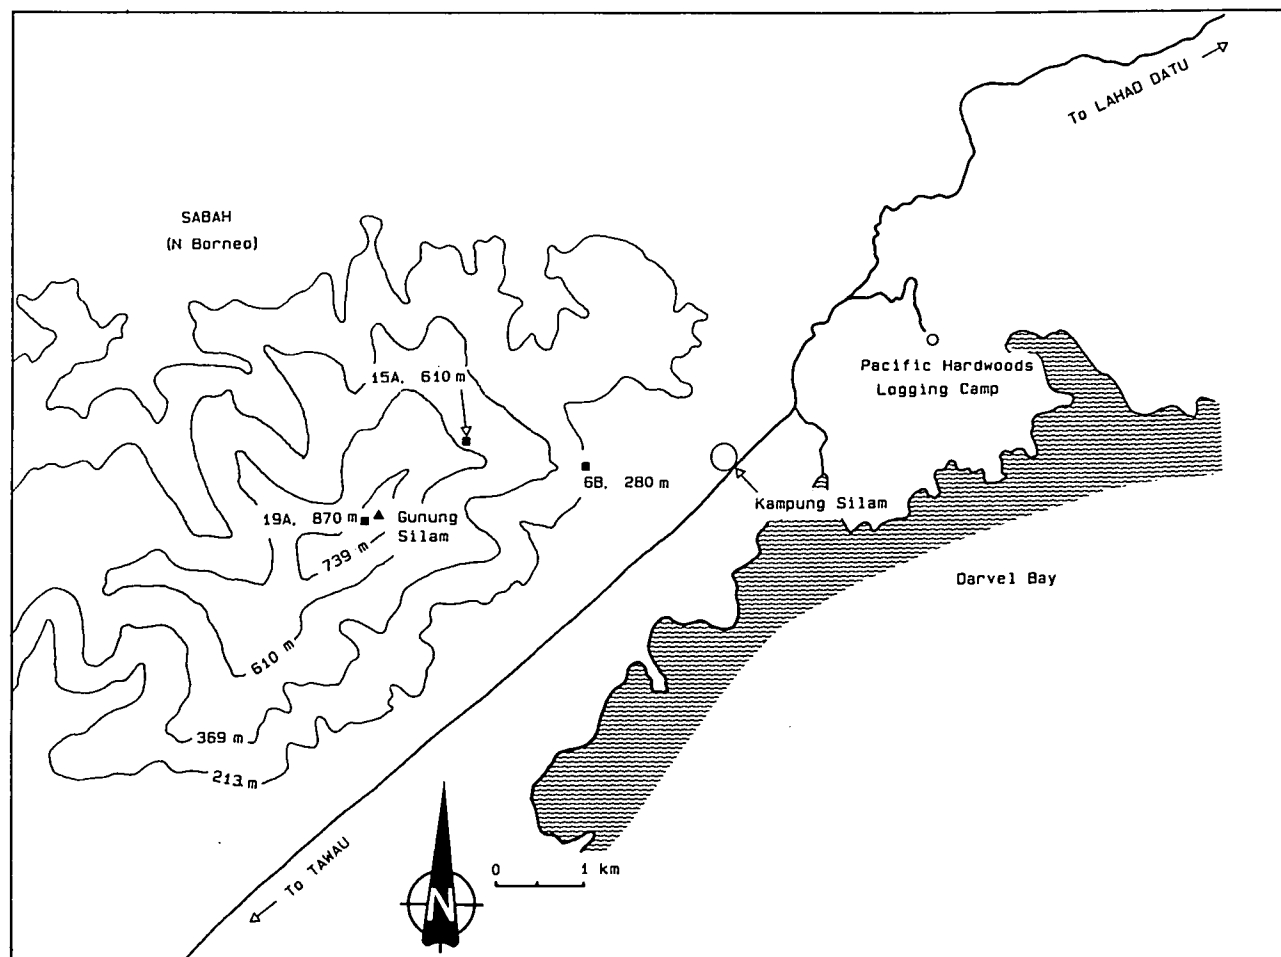 To LAHAD DATU
SABAH
(N Borneo)
15A, 610 m
Pacific Hardwoods
Logging Camp
6B, 280 m
Kampung Silam
19A, 870 m
Gunung
Silam
739 m
Darvel Bay
610 m
369 m
213 m
To TAWAU
0 1 km
N